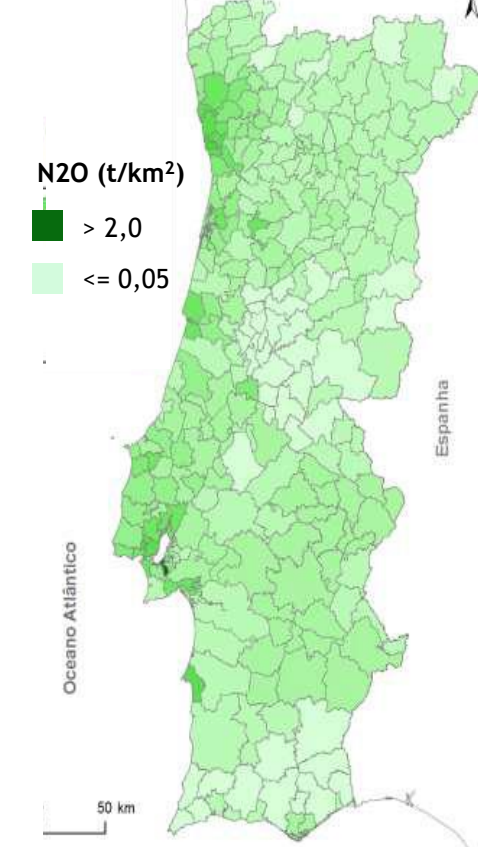 N2O (t/km²)
> 2,0
<= 0,05
Espanha
Oceano Atlântico
50 km